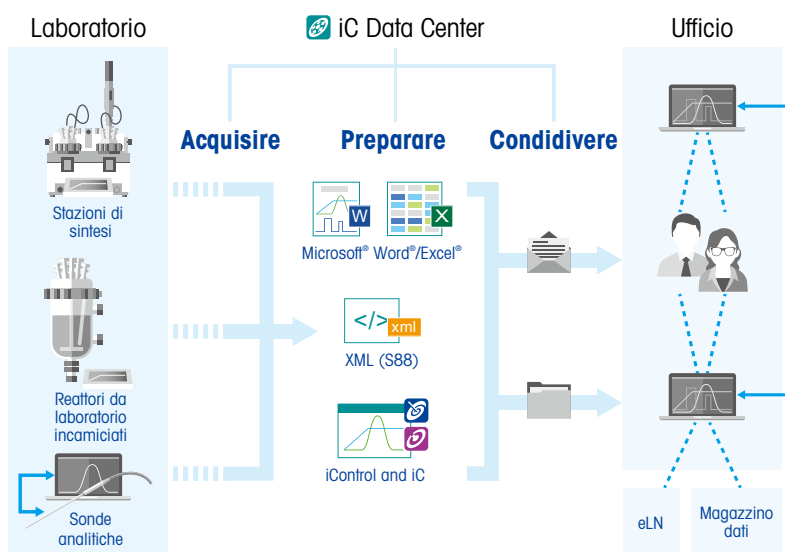 Laboratorio
iC Data Center
Ufficio
Acquisire
Preparare
Condidivere
Stazioni di
sintesi
W
X
Microsoft® Word®/Excel®
</>
xml
XML (S88)
Reattori da
laboratorio
incamiciati
iControl and iC
Sonde
analitiche
eLN
Magazzino
dati